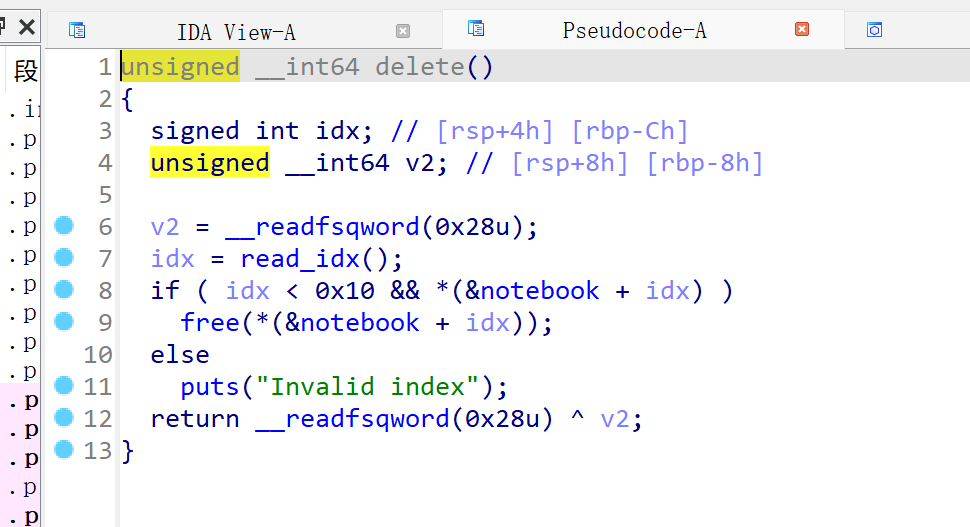 IDA View-A
Pseudocode-A
段
1 unsigned __int64 delete()
2 {
3 signed int idx; // [rsp+4h] [rbp-Ch]
4 unsigned __int64 v2; // [rsp+8h] [rbp-8h]
5
6 v2 = __readfsqword(0x28u);
7 idx = read_idx();
8 if ( idx < 0x10 && *(&notebook + idx) )
9 free(*(&notebook + idx));
10 else
11 puts("Invalid index");
12 return __readfsqword(0x28u) ^ v2;
13 }
.p
.p
.p
.p
.p
.p
.p
.p
.p
.p
.p
.p
.p
.p